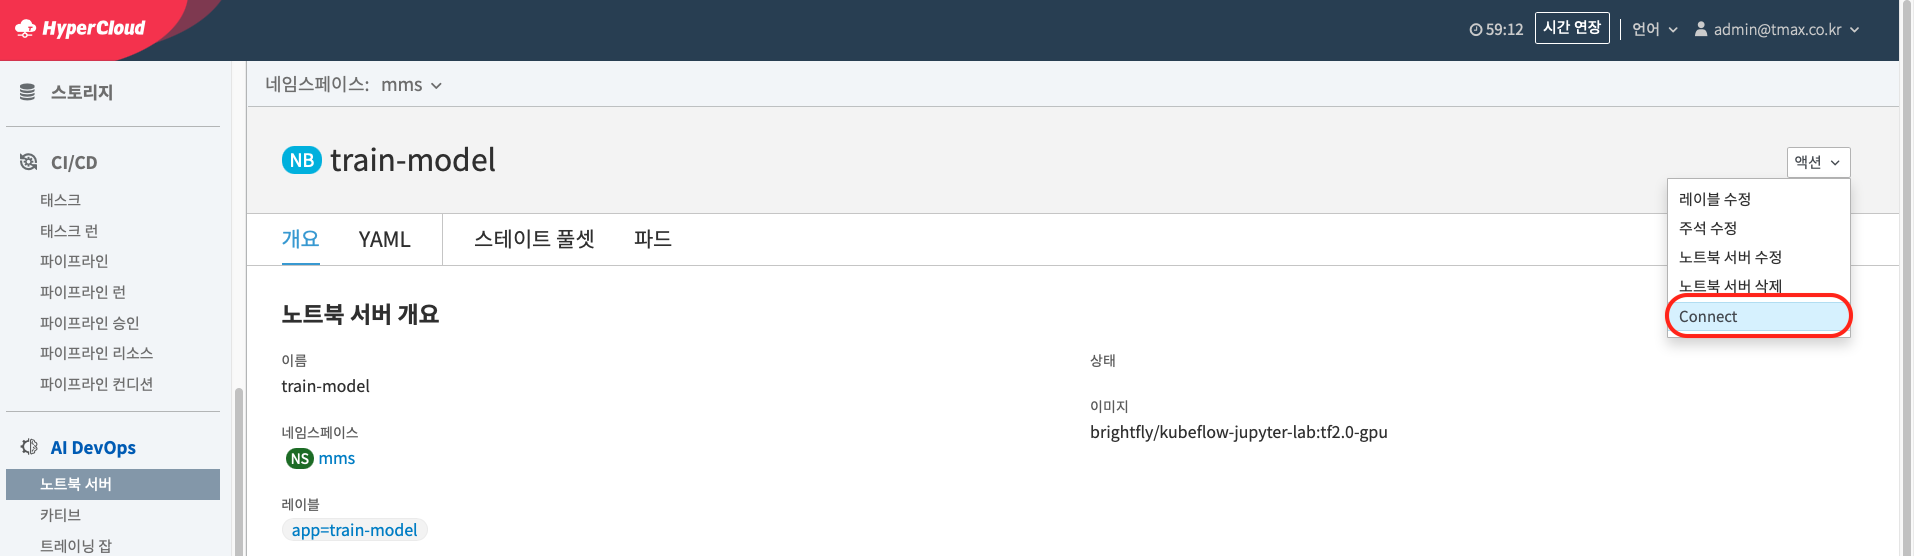 HyperCloud
59:12 시간 연장 언어 admin@tmax.co.kr
스토리지
CI/CD
태스크
태스크 런
파이프라인
파이프라인 런
파이프라인 승인
파이프라인 리소스
파이프라인 컨디션
AI DevOps
노트북 서버
카티브
트레이닝 잡
네임스페이스: mms
NB train-model
액션
레이블 수정
주석 수정
노트북 서버 수정
노트북 서버 삭제
Connect
개요 YAML 스테이트 풀셋 파드
노트북 서버 개요
이름
train-model
네임스페이스
NS mms
레이블
app=train-model
상태
이미지
brightfly/kubeflow-jupyter-lab:tf2.0-gpu